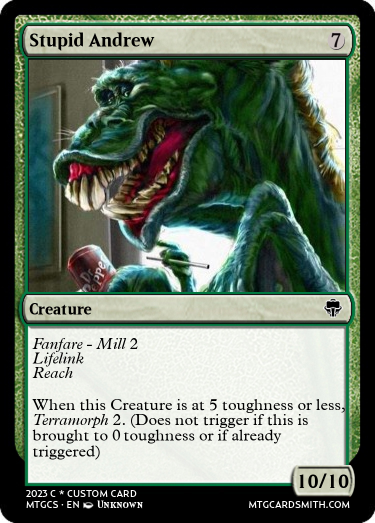 Stupid Andrew 7
Dr Pepper
Creature
Fanfare - Mill 2
Lifelink
Reach
When this Creature is at 5 toughness or less,
Terramorph 2. (Does not trigger if this is
brought to 0 toughness or if already
triggered)
10/10
2023 C * CUSTOM CARD
MTGCS · EN Unknown
MTGCARDSMITH.COM